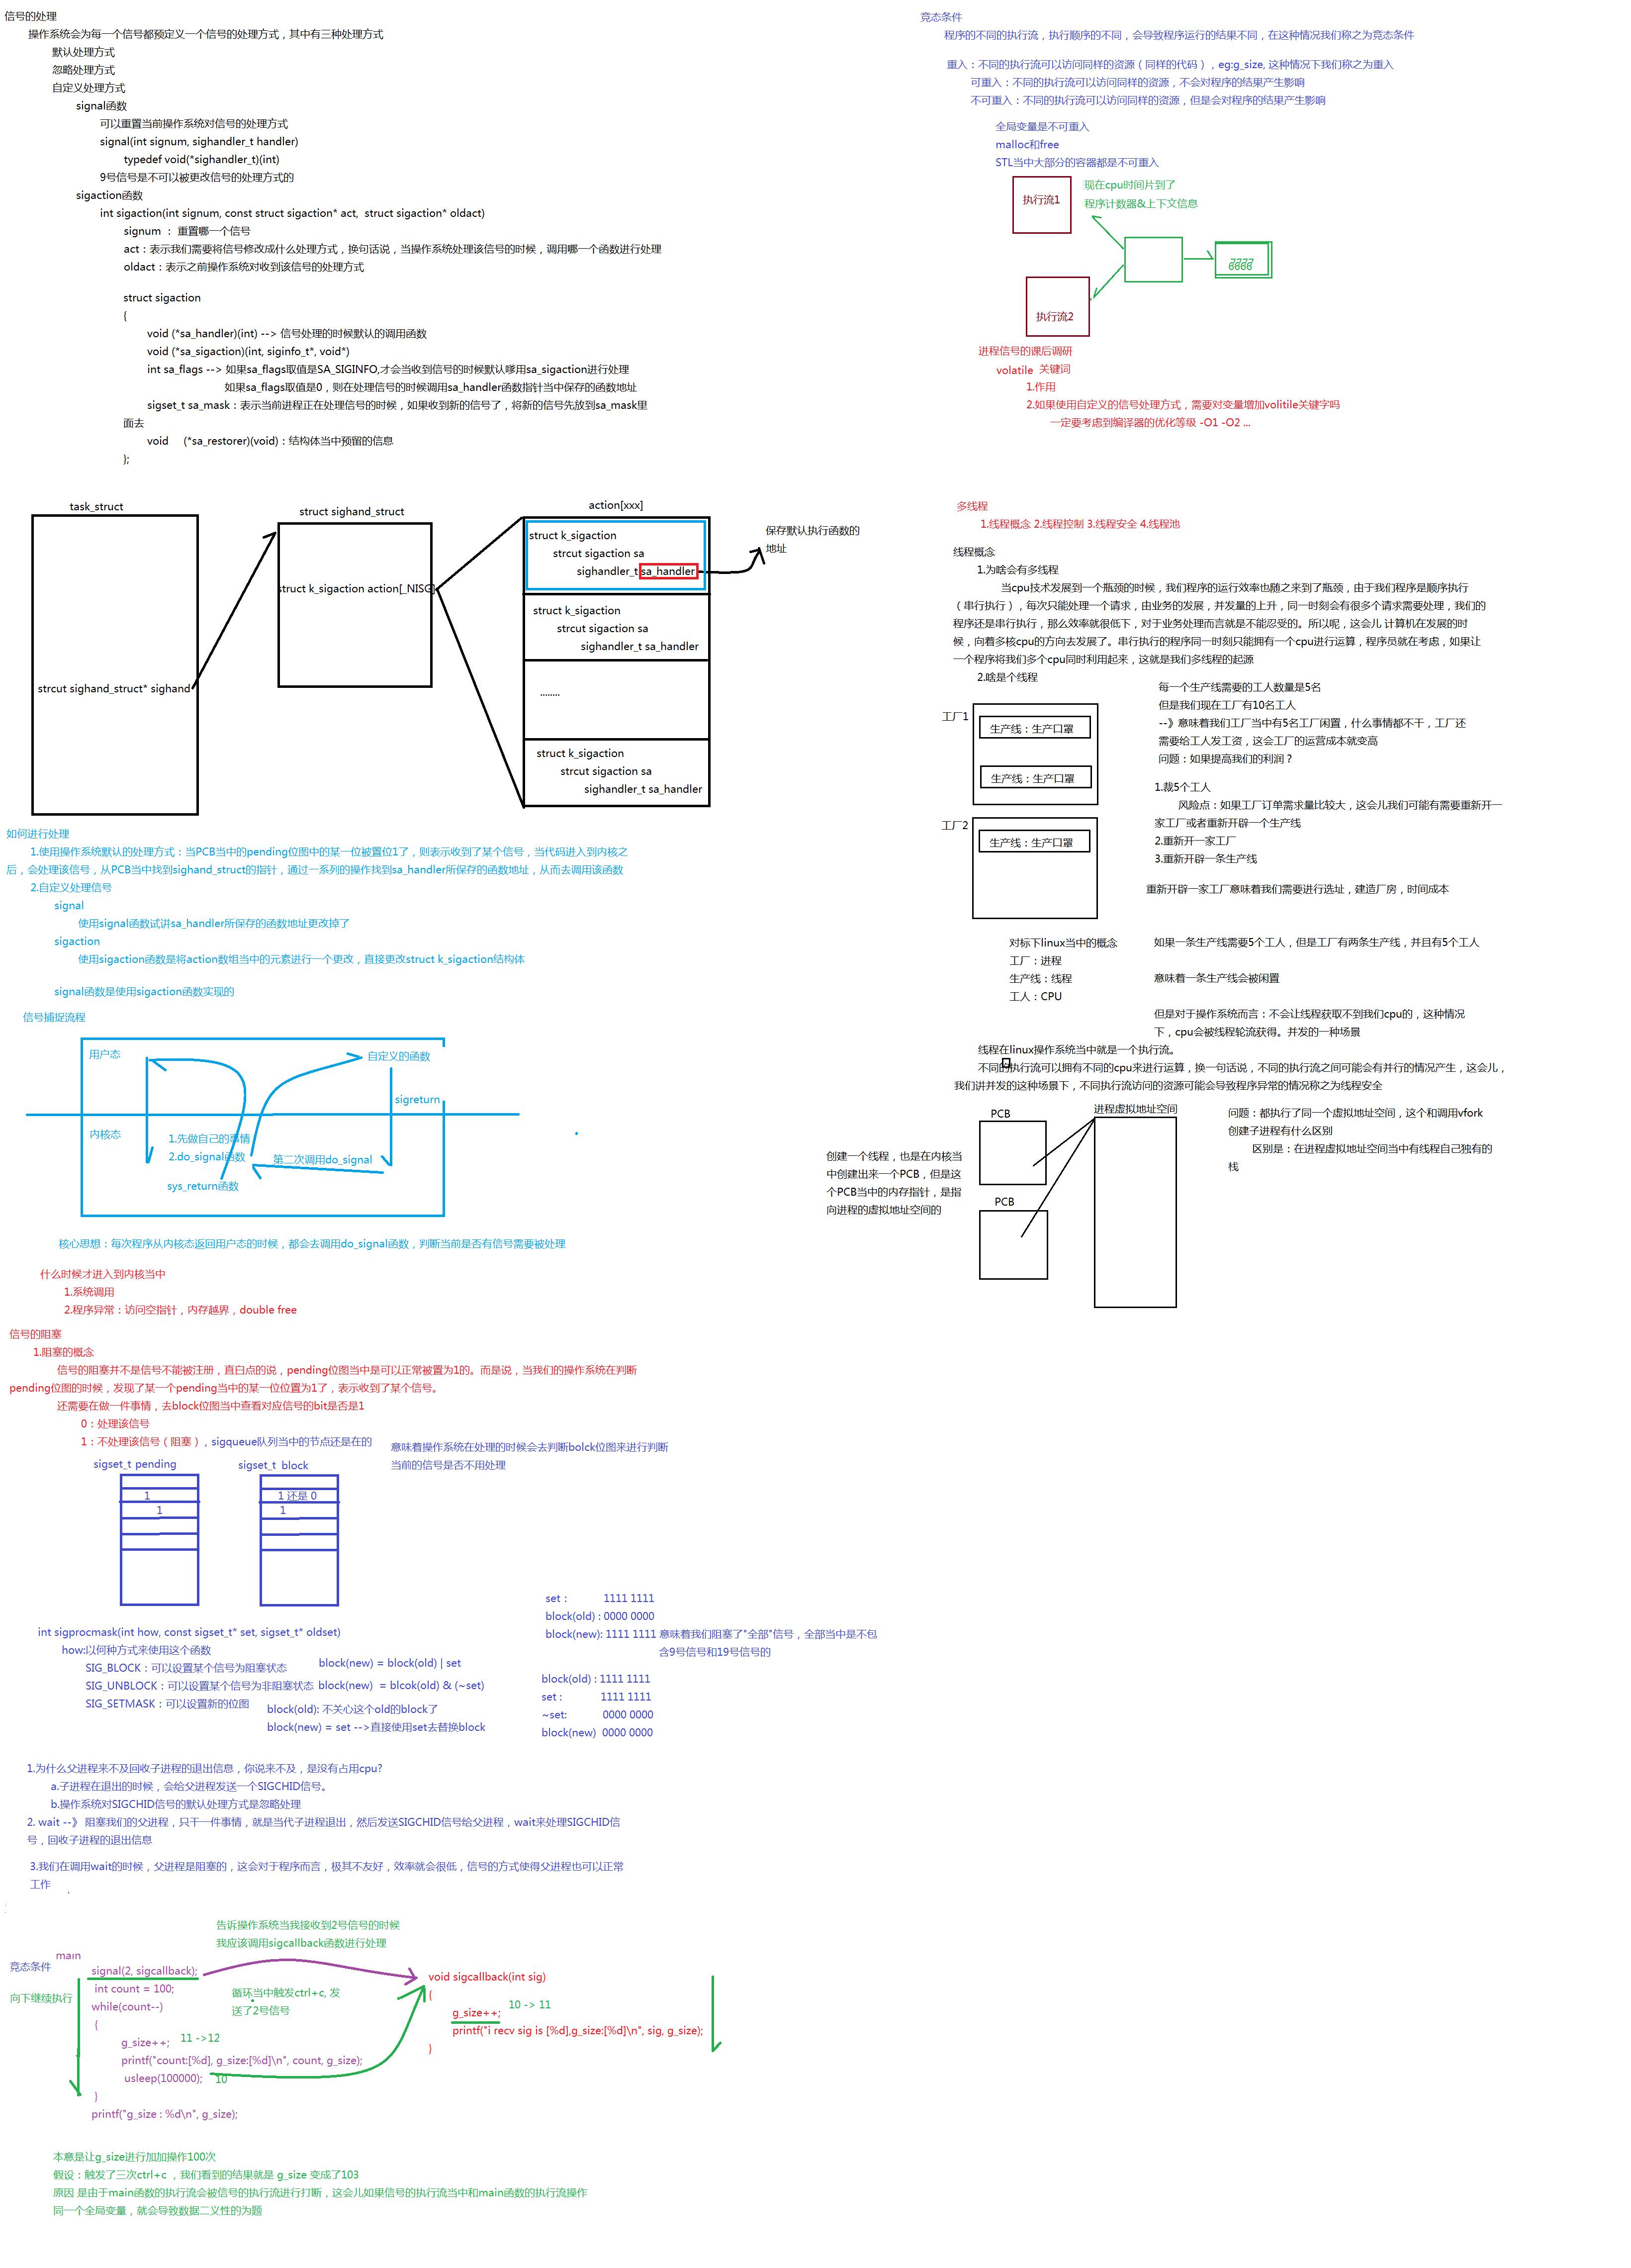 信号的处理
操作系统会为每一个信号都预定义一个信号的处理方式，其中有三种处理方式
默认处理方式
忽略处理方式
自定义处理方式
signal函数
可以重置当前操作系统对信号的处理方式
signal(int signum, sighandler_t handler)
typedef void(*sighandler_t)(int)
9号信号是不可以被更改信号的处理方式的
sigaction函数
int sigaction(int signum, const struct sigaction* act,  struct sigaction* oldact)
signum ： 重置哪一个信号
act：表示我们需要将信号修改成什么处理方式，换句话说，当操作系统处理该信号的时候，调用哪一个函数进行处理
oldact：表示之前操作系统对收到该信号的处理方式
struct sigaction
{
void (*sa_handler)(int) --> 信号处理的时候默认的调用函数
void (*sa_sigaction)(int, siginfo_t*, void*)
int sa_flags --> 如果sa_flags取值是SA_SIGINFO,才会当收到信号的时候默认嗲用sa_sigaction进行处理
如果sa_flags取值是0，则在处理信号的时候调用sa_handler函数指针当中保存的函数地址
sigset_t sa_mask：表示当前进程正在处理信号的时候，如果收到新的信号了，将新的信号先放到sa_mask里
面去
void     (*sa_restorer)(void)：结构体当中预留的信息
};
task_struct
strcut sighand_struct* sighand
struct sighand_struct
struct k_sigaction action[_NISG]
action[xxx]
struct k_sigaction
strcut sigaction sa
sighandler_t sa_handler
struct k_sigaction
strcut sigaction sa
sighandler_t sa_handler
........
struct k_sigaction
strcut sigaction sa
sighandler_t sa_handler
保存默认执行函数的
地址
如何进行处理
1.使用操作系统默认的处理方式：当PCB当中的pending位图中的某一位被置位1了，则表示收到了某个信号，当代码进入到内核之
后，会处理该信号，从PCB当中找到sighand_struct的指针，通过一系列的操作找到sa_handler所保存的函数地址，从而去调用该函数
2.自定义处理信号
signal
使用signal函数试讲sa_handler所保存的函数地址更改掉了
sigaction
使用sigaction函数是将action数组当中的元素进行一个更改，直接更改struct k_sigaction结构体
signal函数是使用sigaction函数实现的
信号捕捉流程
用户态
自定义的函数
sigreturn
内核态
1.先做自己的事情
2.do_signal函数
第二次调用do_signal
sys_return函数
核心思想：每次程序从内核态返回用户态的时候，都会去调用do_signal函数，判断当前是否有信号需要被处理
什么时候才进入到内核当中
1.系统调用
2.程序异常：访问空指针，内存越界，double free
信号的阻塞
1.阻塞的概念
信号的阻塞并不是信号不能被注册，直白点的说，pending位图当中是可以正常被置为1的。而是说，当我们的操作系统在判断
pending位图的时候，发现了某一个pending当中的某一位位置为1了，表示收到了某个信号。
还需要在做一件事情，去block位图当中查看对应信号的bit是否是1
0：处理该信号
1：不处理该信号（阻塞），sigqueue队列当中的节点还是在的
意味着操作系统在处理的时候会去判断bolck位图来进行判断
当前的信号是否不用处理
sigset_t pending
1
1
sigset_t  block
1 还是 0
1
set :            1111 1111
block(old) : 0000 0000
block(new): 1111 1111 意味着我们阻塞了"全部"信号，全部当中是不包
含9号信号和19号信号的
int sigprocmask(int how, const sigset_t* set, sigset_t* oldset)
how:以何种方式来使用这个函数
SIG_BLOCK：可以设置某个信号为阻塞状态
block(new) = block(old) | set
SIG_UNBLOCK：可以设置某个信号为非阻塞状态
block(new)  = blcok(old) & (~set)
SIG_SETMASK：可以设置新的位图
block(old): 不关心这个old的block了
block(new) = set -->直接使用set去替换block
block(old) : 1111 1111
set :             1111 1111
~set:            0000 0000
block(new)  0000 0000
1.为什么父进程来不及回收子进程的退出信息，你说来不及，是没有占用cpu?
a.子进程在退出的时候，会给父进程发送一个SIGCHID信号。
b.操作系统对SIGCHID信号的默认处理方式是忽略处理
2. wait --》 阻塞我们的父进程，只干一件事情，就是当代子进程退出，然后发送SIGCHID信号给父进程，wait来处理SIGCHID信
号，回收子进程的退出信息
3.我们在调用wait的时候，父进程是阻塞的，这会对于程序而言，极其不友好，效率就会很低，信号的方式使得父进程也可以正常
工作
告诉操作系统当我接收到2号信号的时候
我应该调用sigcallback函数进行处理
竞态条件
向下继续执行
main
signal(2, sigcallback);
int count = 100;
while(count--)
{
g_size++;
11 ->12
printf("count:[%d], g_size:[%d]\n", count, g_size);
usleep(100000);
10
}
printf("g_size : %d\n", g_size);
循环当中触发ctrl+c, 发
送了2号信号
void sigcallback(int sig)
{
g_size++;
10 -> 11
printf("i recv sig is [%d],g_size:[%d]\n", sig, g_size);
}
本意是让g_size进行加加操作100次
假设：触发了三次ctrl+c ，我们看到的结果就是 g_size 变成了103
原因 是由于main函数的执行流会被信号的执行流进行打断，这会儿如果信号的执行流当中和main函数的执行流操作
同一个全局变量，就会导致数据二义性的为题
竞态条件
程序的不同的执行流，执行顺序的不同，会导致程序运行的结果不同，在这种情况我们称之为竞态条件
重入：不同的执行流可以访问同样的资源（同样的代码），eg:g_size, 这种情况下我们称之为重入
可重入：不同的执行流可以访问同样的资源，不会对程序的结果产生影响
不可重入：不同的执行流可以访问同样的资源，但是会对程序的结果产生影响
全局变量是不可重入
malloc和free
STL当中大部分的容器都是不可重入
执行流1
现在cpu时间片到了
程序计数器&上下文信息
执行流2
进程信号的课后调研
volatile  关键词
1.作用
2.如果使用自定义的信号处理方式，需要对变量增加volitile关键字吗
一定要考虑到编泽器的优化等级 -O1 -O2 ...
多线程
1.线程概念 2.线程控制 3.线程安全 4.线程池
线程概念
1.为啥会有多线程
当cpu技术发展到一个瓶颈的时候，我们程序的运行效率也随之来到了瓶颈，由于我们程序是顺序执行
（串行执行），每次只能处理一个请求，由业务的发展，并发量的上升，同一时刻会有很多个请求需要处理，我们的
程序还是串行执行，那么效率就很低下，对于业务处理而言就是不能忍受的。所以呢，这会儿 计算机在发展的时
候，向着多核cpu的方向去发展了。串行执行的程序同一时刻只能拥有一个cpu进行运算，程序员就在考虑，如果让
一个程序将我们多个cpu同时利用起来，这就是我们多线程的起源
2.啥是个线程
工厂1
生产线：生产口罩
生产线：生产口罩
工厂2
生产线：生产口罩
每一个生产线需要的工人数量是5名
但是我们现在工厂有10名工人
--》意味着我们工厂当中有5名工厂闲置，什么事情都不干，工厂还
需要给工人发工资，这会工厂的运营成本就变高
问题：如果提高我们的利润？
1.裁5个工人
风险点：如果工厂订单需求量比较大，这会儿我们可能有需要重新开一
家工厂或者重新开辟一个生产线
2.重新开一家工厂
3.重新开辟一条生产线
重新开辟一家工厂意味着我们需要进行选址，建造厂房，时间成本
对标下linux当中的概念
工厂：进程
生产线：线程
工人：CPU
如果一条生产线需要5个工人，但是工厂有两条生产线，并且有5个工人
意味着一条生产线会被闲置
但是对于操作系统而言：不会让线程获取不到我们cpu的，这种情况
下，cpu会被线程轮流获得。并发的一种场景
线程在linux操作系统当中就是一个执行流。
不同的执行流可以拥有不同的cpu来进行运算，换一句话说，不同的执行流之间可能会有并行的情况产生，这会儿，
我们讲并发的这种场景下，不同执行流访问的资源可能会导致程序异常的情况称之为线程安全
PCB
进程虚拟地址空间
PCB
创建一个线程，也是在内核当
中创建出来一个PCB，但是这
个PCB当中的内存指针，是指
向进程的虚拟地址空间的
问题：都执行了同一个虚拟地址空间，这个和调用vfork
创建子进程有什么区别
区别是：在进程虚拟地址空间当中有线程自己独有的
栈